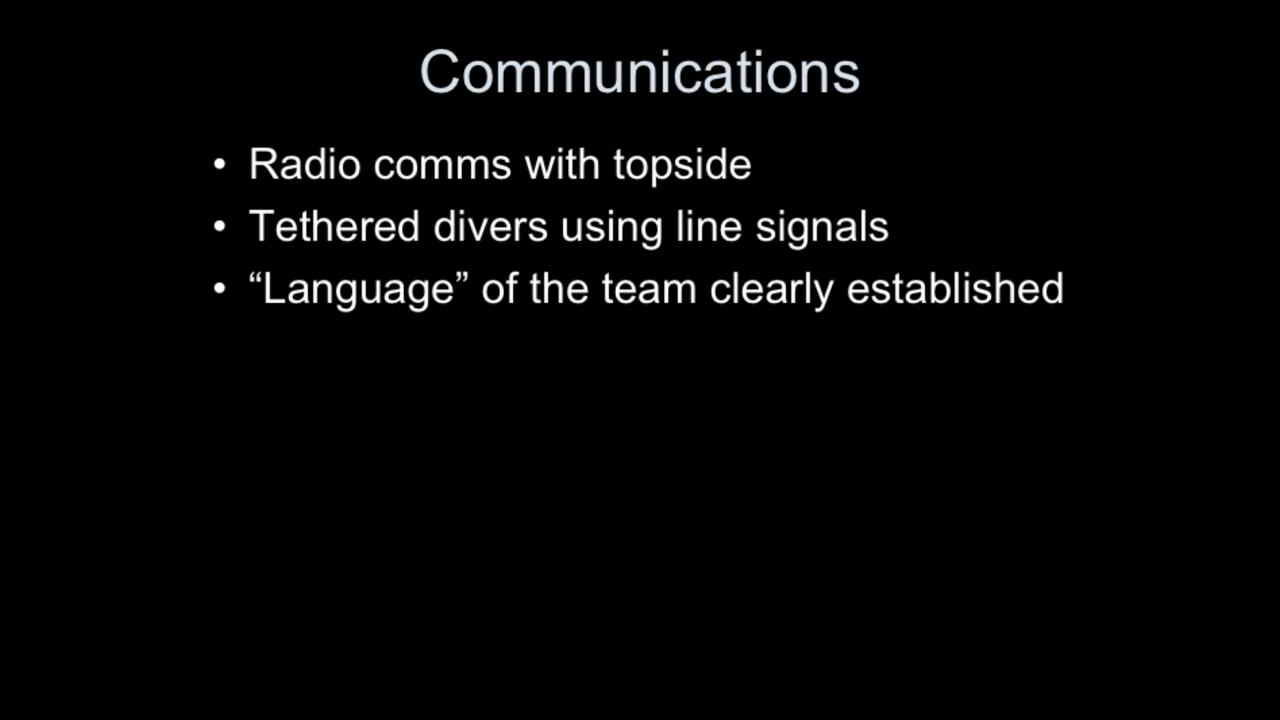 Communications
• Radio comms with topside
• Tethered divers using line signals
• “Language” of the team clearly established